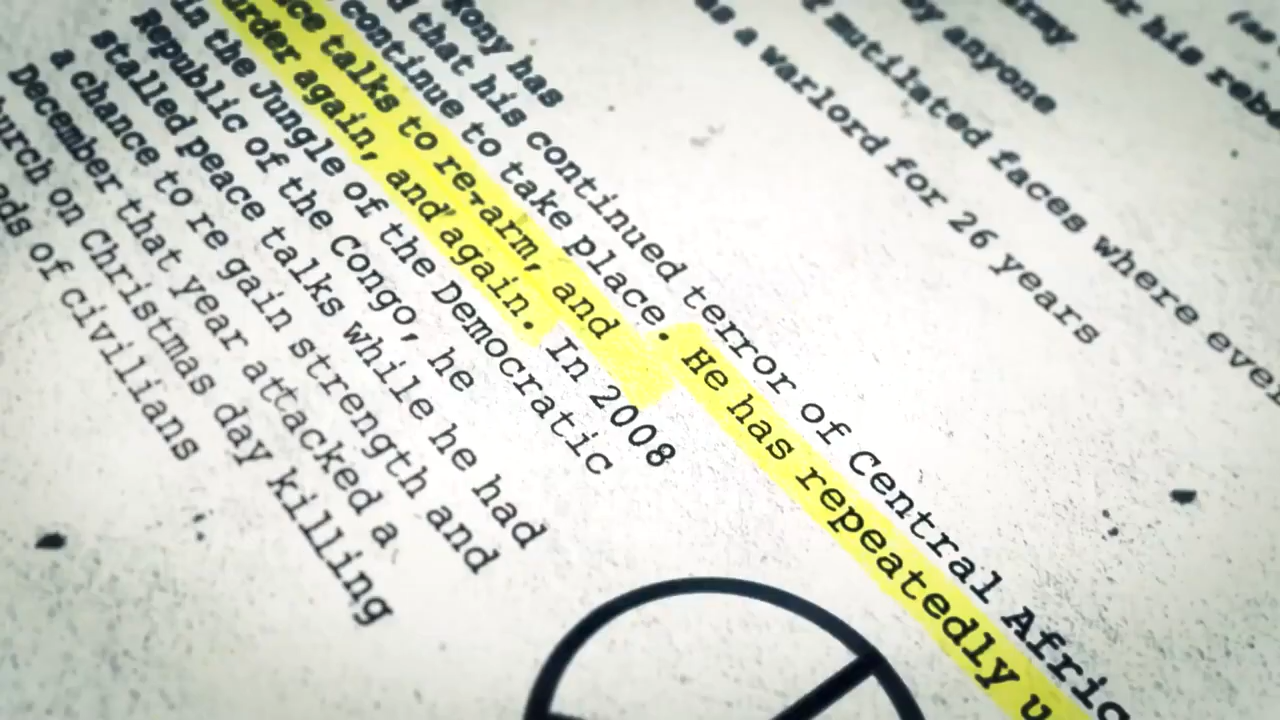 his rebe
army
by anyone
mutilated faces where ever
as a warlord for 26 years
Kony has
that his continued terror of Central Afric
continue to take place. He has repeatedly u
ce talks to re-arm, and
urder again, and again. In 2008
in the Jungle of the Democratic
Republic of the Congo, he
stalled peace talks while he had
a chance to re gain strength and
December that year attacked a
hurch on Christmas day killing
ds of civilians